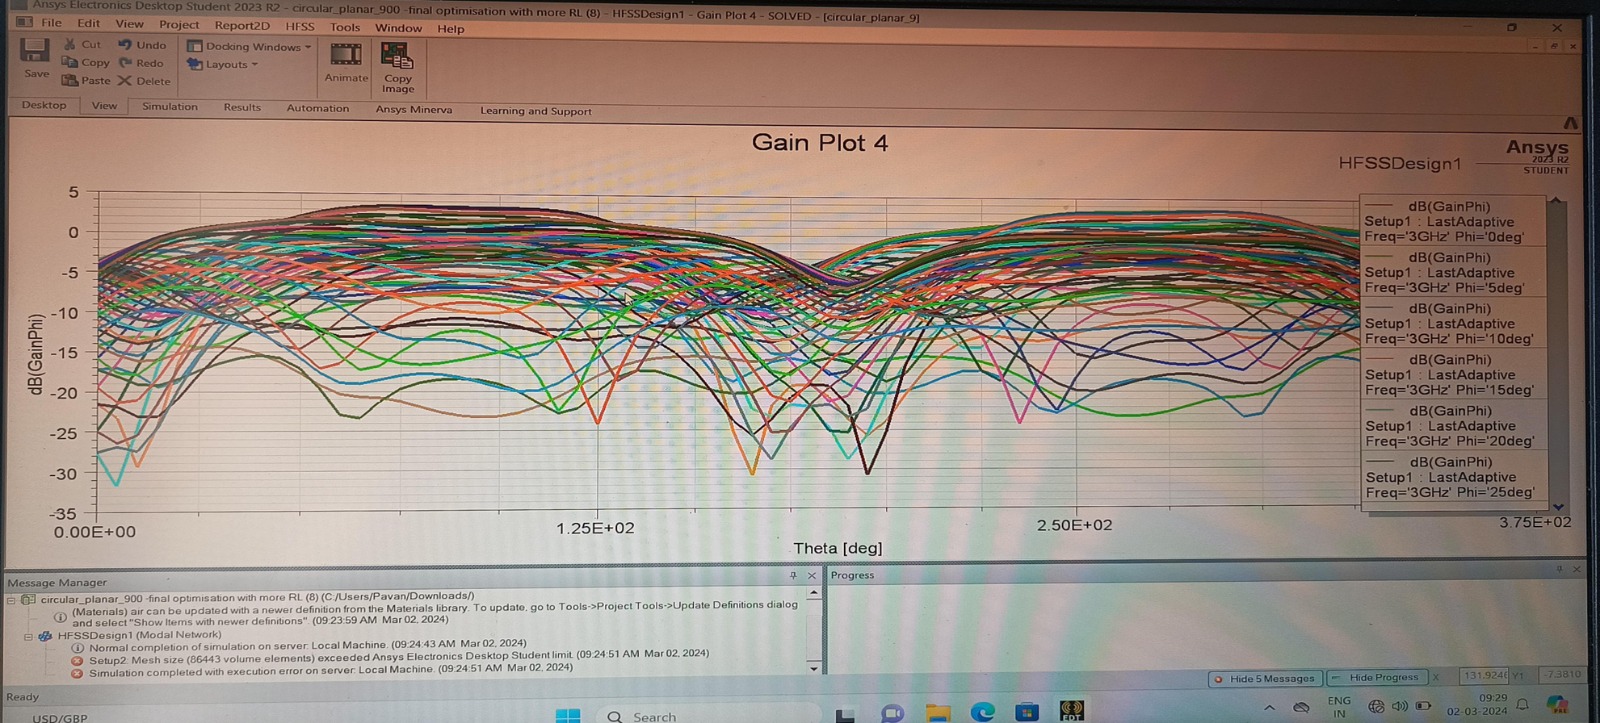 Ansys Electronics Desktop Student 2023 R2 - circular_planar_900 -final optimisation with more RL (8) - HFSSDesign1 - Gain Plot 4 - SOLVED - [circular_planar_9]
File Edit View Project Report2D HFSS Tools Window Help
Save
Cut
Copy
Paste
Undo
Redo
Delete
Docking Windows
Layouts
Animate
Copy
Image
Desktop View Simulation Results Automation Ansys Minerva Learning and Support
Gain Plot 4
HFSSDesign1
Ansys
2023 R2
STUDENT
dB(GainPhi)
5
0
-5
-10
-15
-20
-25
-30
-35
0.00E+00 1.25E+02 2.50E+02 3.75E+02
Theta [deg]
dB(GainPhi)
Setup1 : LastAdaptive
Freq='3GHz' Phi='0deg'
dB(GainPhi)
Setup1 : LastAdaptive
Freq='3GHz' Phi='5deg'
dB(GainPhi)
Setup1 : LastAdaptive
Freq='3GHz' Phi='10deg'
dB(GainPhi)
Setup1 : LastAdaptive
Freq='3GHz' Phi='15deg'
dB(GainPhi)
Setup1 : LastAdaptive
Freq='3GHz' Phi='20deg'
dB(GainPhi)
Setup1 : LastAdaptive
Freq='3GHz' Phi='25deg'
Message Manager
circular_planar_900 -final optimisation with more RL (8) (C:/Users/Pavan/Downloads/)
(Materials) air can be updated with a newer definition from the Materials library. To update, go to Tools->Project Tools->Update Definitions dialog
and select "Show Items with newer definitions". (09:23:59 AM Mar 02, 2024)
HFSSDesign1 (Modal Network)
Normal completion of simulation on server: Local Machine. (09:24:43 AM Mar 02, 2024)
Setup2. Mesh size (86443 volume elements) exceeded Ansys Electronics Desktop Student limit. (09:24:51 AM Mar 02, 2024)
Simulation completed with execution error on server: Local Machine. (09:24:51 AM Mar 02, 2024)
Progress
Hide 5 Messages Hide Progress X Y1 -7.3810
Ready
USD/GBP
Search
ENG
IN
09:29
02-03-2024